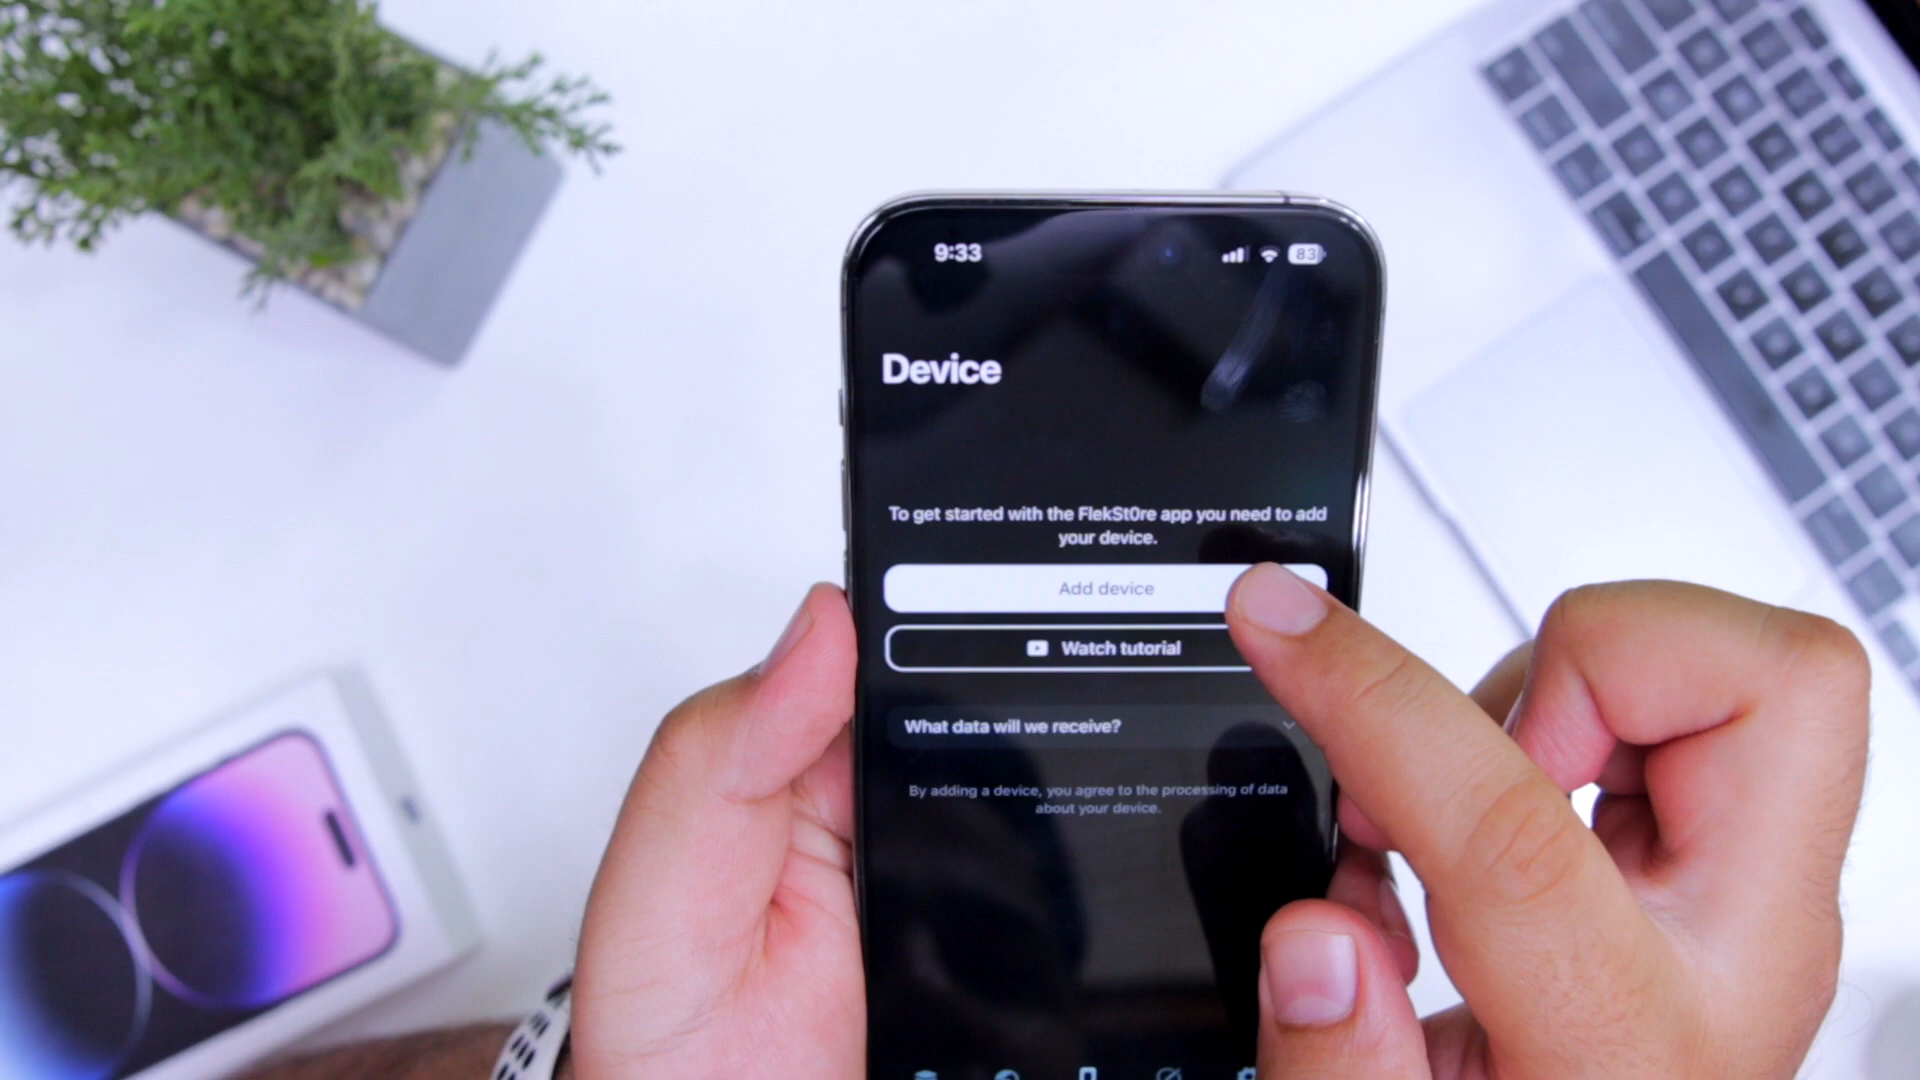 9:33
83
Device
To get started with the FlekSt0re app you need to add
your device.
Add device
Watch tutorial
What data will we receive?
By adding a device, you agree to the processing of data
about your device.